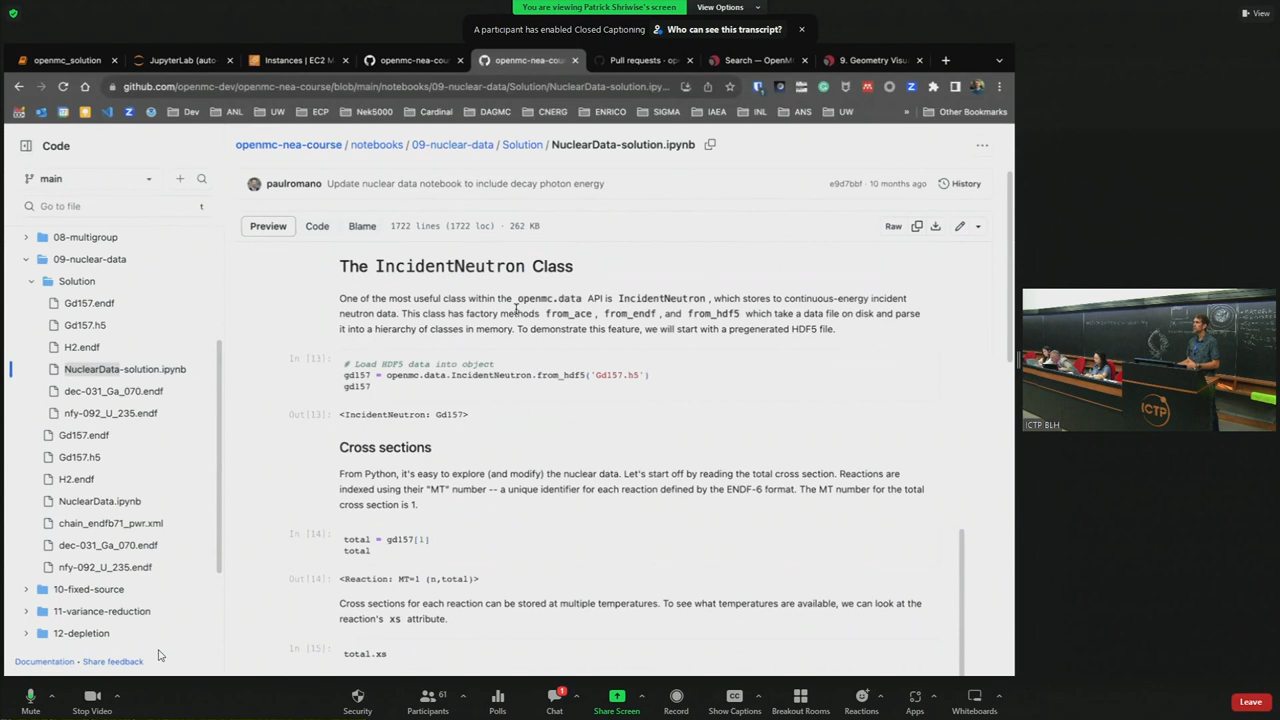 You are viewing Patrick Shriwise's screen
View Options
View
A participant has enabled Closed Captioning
Who can see this transcript?
openmc_solution
JupyterLab (auto
Instances | EC2 M
openmc-nea-cou
openmc-nea-co
Pull requests · op
Search — OpenM
9. Geometry Visu
github.com/openmc-dev/openmc-nea-course/blob/main/notebooks/09-nuclear-data/Solution/NuclearData-solution.ipy...
Dev
UW
EP
Nek5000
Cardinal
DAGMC
CNERG
ENRICO
SIGMA
IAEA
INL
ANS
UW
»
Other Bookmarks
Code
openmc-nea-course / notebooks / 09-nuclear-data / Solution / NuclearData-solution.ipynb
main
paulromano Update nuclear data notebook to include decay photon energy
e9d7bbf · 10 months ago
History
Go to file
t
Preview
Code
Blame
1722 lines (1722 loc) · 262 KB
Raw
08-multigroup
09-nuclear-data
Solution
Gd157.endf
Gd157.h5
H2.endf
NuclearData-solution.ipynb
dec-031_Ga_070.endf
nfy-092_U_235.endf
Gd157.endf
Gd157.h5
H2.endf
NuclearData.ipynb
chain_endfb71_pwr.xml
dec-031_Ga_070.endf
nfy-092_U_235.endf
10-fixed-source
11-variance-reduction
12-depletion
Documentation • Share feedback
The IncidentNeutron Class
One of the most useful class within the openmc.data API is IncidentNeutron, which stores to continuous-energy incident
neutron data. This class has factory methods from_ace, from_endf, and from_hdf5 which take a data file on disk and parse
it into a hierarchy of classes in memory. To demonstrate this feature, we will start with a pregenerated HDF5 file.
In [13]:
# Load HDF5 data into object
gd157 = openmc.data.IncidentNeutron.from_hdf5('Gd157.h5')
gd157
Out[13]: <IncidentNeutron: Gd157>
Cross sections
From Python, it's easy to explore (and modify) the nuclear data. Let's start off by reading the total cross section. Reactions are
indexed using their "MT" number -- a unique identifier for each reaction defined by the ENDF-6 format. The MT number for the total
cross section is 1.
In [14]:
total = gd157[1]
total
Out[14]: <Reaction: MT=1 (n,total)>
Cross sections for each reaction can be stored at multiple temperatures. To see what temperatures are available, we can look at the
reaction's xs attribute.
In [15]:
total.xs
ICTP
ICTP BLH
Mute
Stop Video
Security
Participants
61
Polls
Chat
1
Share Screen
Record
CC
Show Captions
Breakout Rooms
Reactions
Apps
Whiteboards
Leave